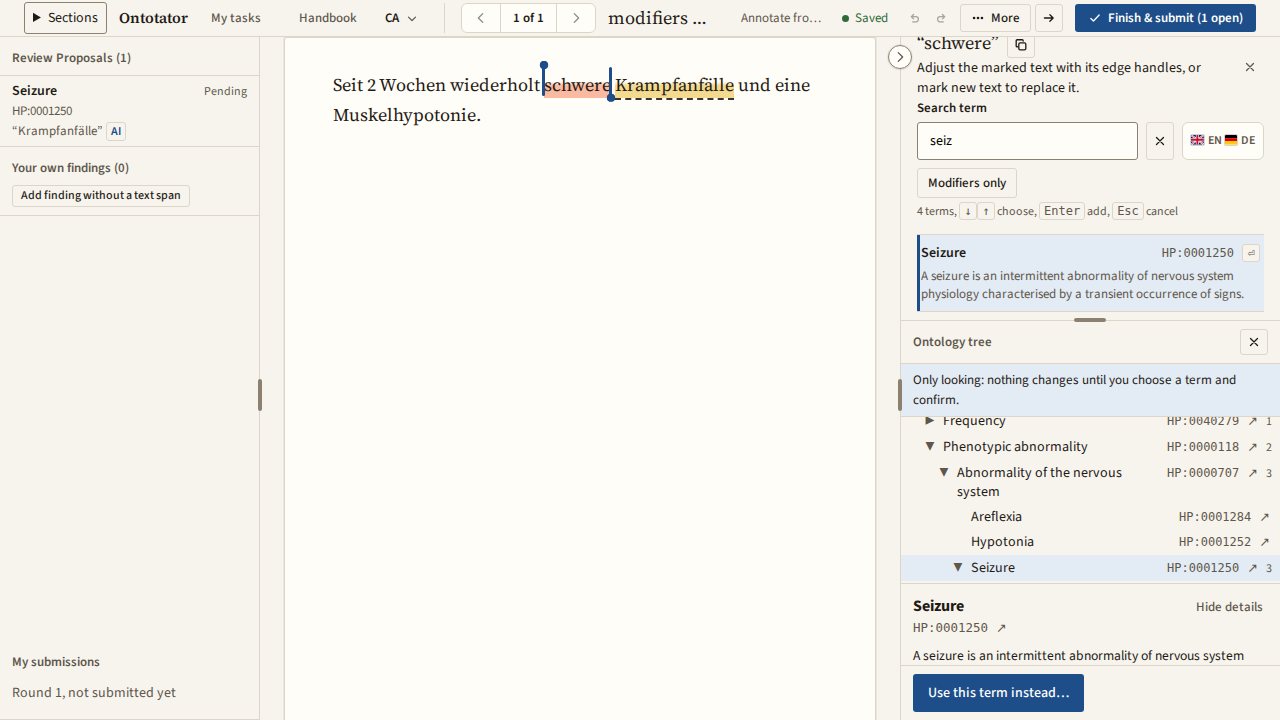 Sections Ontotator My tasks Handbook CA 1 of 1 modifiers ... Annotate fro... Saved More Finish & submit (1 open)
Review Proposals (1)
Seizure Pending
HP:0001250
“Krampfanfälle” AI
Your own findings (0)
Add finding without a text span
My submissions
Round 1, not submitted yet
Seit 2 Wochen wiederholt schwere Krampfanfälle und eine
Muskelhypotonie.
“schwere”
Adjust the marked text with its edge handles, or
mark new text to replace it.
Search term
seiz EN DE
Modifiers only
4 terms, ↓ ↑ choose, Enter add, Esc cancel
Seizure HP:0001250
A seizure is an intermittent abnormality of nervous system
physiology characterised by a transient occurrence of signs.
Ontology tree
Only looking: nothing changes until you choose a term and
confirm.
Frequency HP:0040279 ↗ 1
Phenotypic abnormality HP:0000118 ↗ 2
Abnormality of the nervous HP:0000707 ↗ 3
system
Areflexia HP:0001284 ↗
Hypotonia HP:0001252 ↗
Seizure HP:0001250 ↗ 3
Seizure Hide details
HP:0001250 ↗
A seizure is an intermittent abnormality of nervous system
Use this term instead...